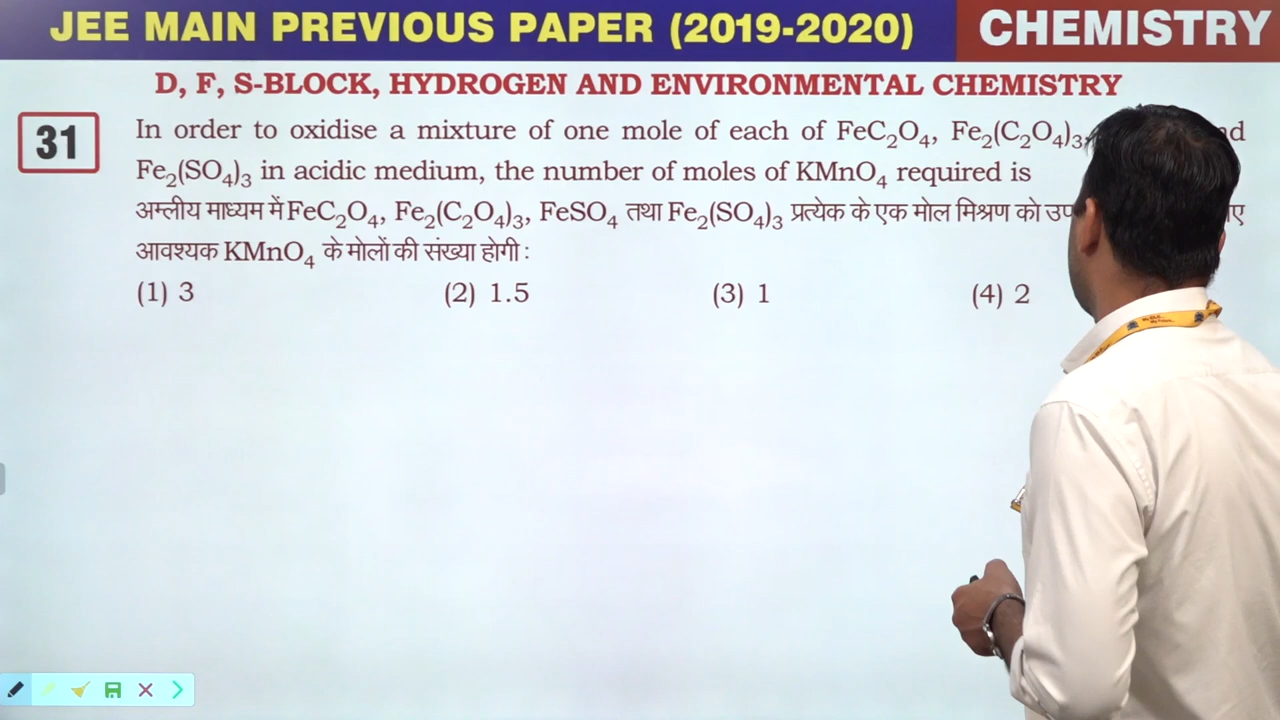 JEE MAIN PREVIOUS PAPER (2019-2020) CHEMISTRY
D, F, S-BLOCK, HYDROGEN AND ENVIRONMENTAL CHEMISTRY
31 In order to oxidise a mixture of one mole of each of FeC₂O₄, Fe₂(C₂O₄)₃,
Fe₂(SO₄)₃ in acidic medium, the number of moles of KMnO₄ required is
अम्लीय माध्यम में FeC₂O₄, Fe₂(C₂O₄)₃, FeSO₄ तथा Fe₂(SO₄)₃ प्रत्येक के एक मोल मिश्रण को
आवश्यक KMnO₄ के मोलों की संख्या होगी :
(1) 3 (2) 1.5 (3) 1 (4) 2